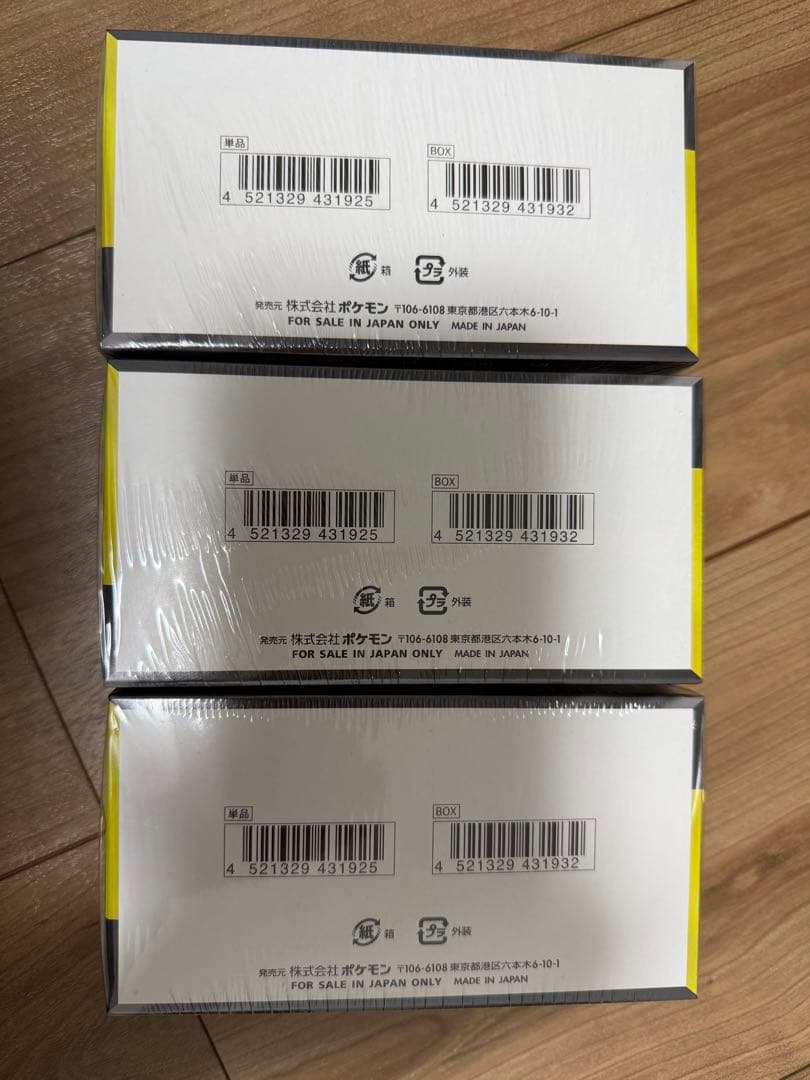 単品
BOX
4 521329 431925
4 521329 431932
紙 箱
プラ 外装
発売元 株式会社ポケモン 〒106-6108 東京都港区六本木6-10-1
FOR SALE IN JAPAN ONLY MADE IN JAPAN
単品
BOX
4 521329 431925
4 521329 431932
紙 箱
プラ 外装
発売元 株式会社ポケモン 〒106-6108 東京都港区六本木6-10-1
FOR SALE IN JAPAN ONLY MADE IN JAPAN
単品
BOX
4 521329 431925
4 521329 431932
紙 箱
プラ 外装
発売元 株式会社ポケモン 〒106-6108 東京都港区六本木6-10-1
FOR SALE IN JAPAN ONLY MADE IN JAPAN